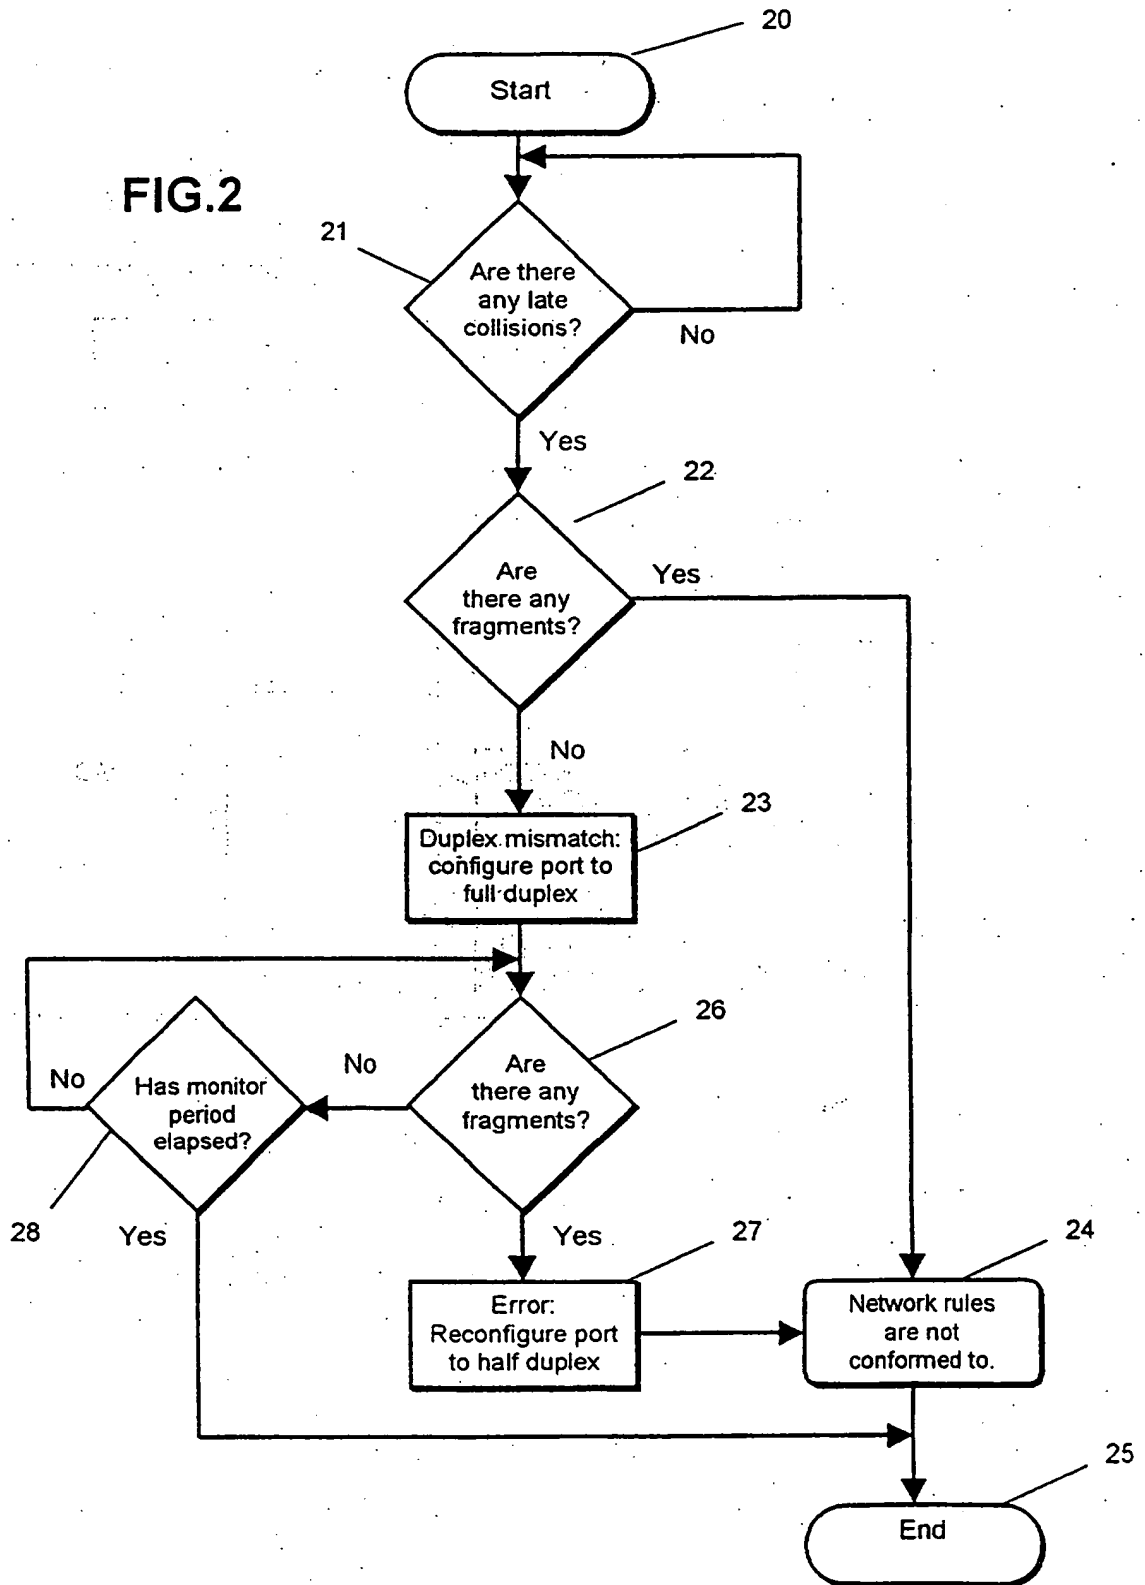 20
Start
FIG.2
21
Are there
any late
collisions?
No
Yes
22
Are
there any
fragments?
Yes
No
23
Duplex mismatch:
configure port to
full duplex
26
No
No
Has monitor
period
elapsed?
Are
there any
fragments?
28
Yes
Yes
27
24
Error:
Reconfigure port
to half duplex
Network rules
are not
conformed to.
25
End